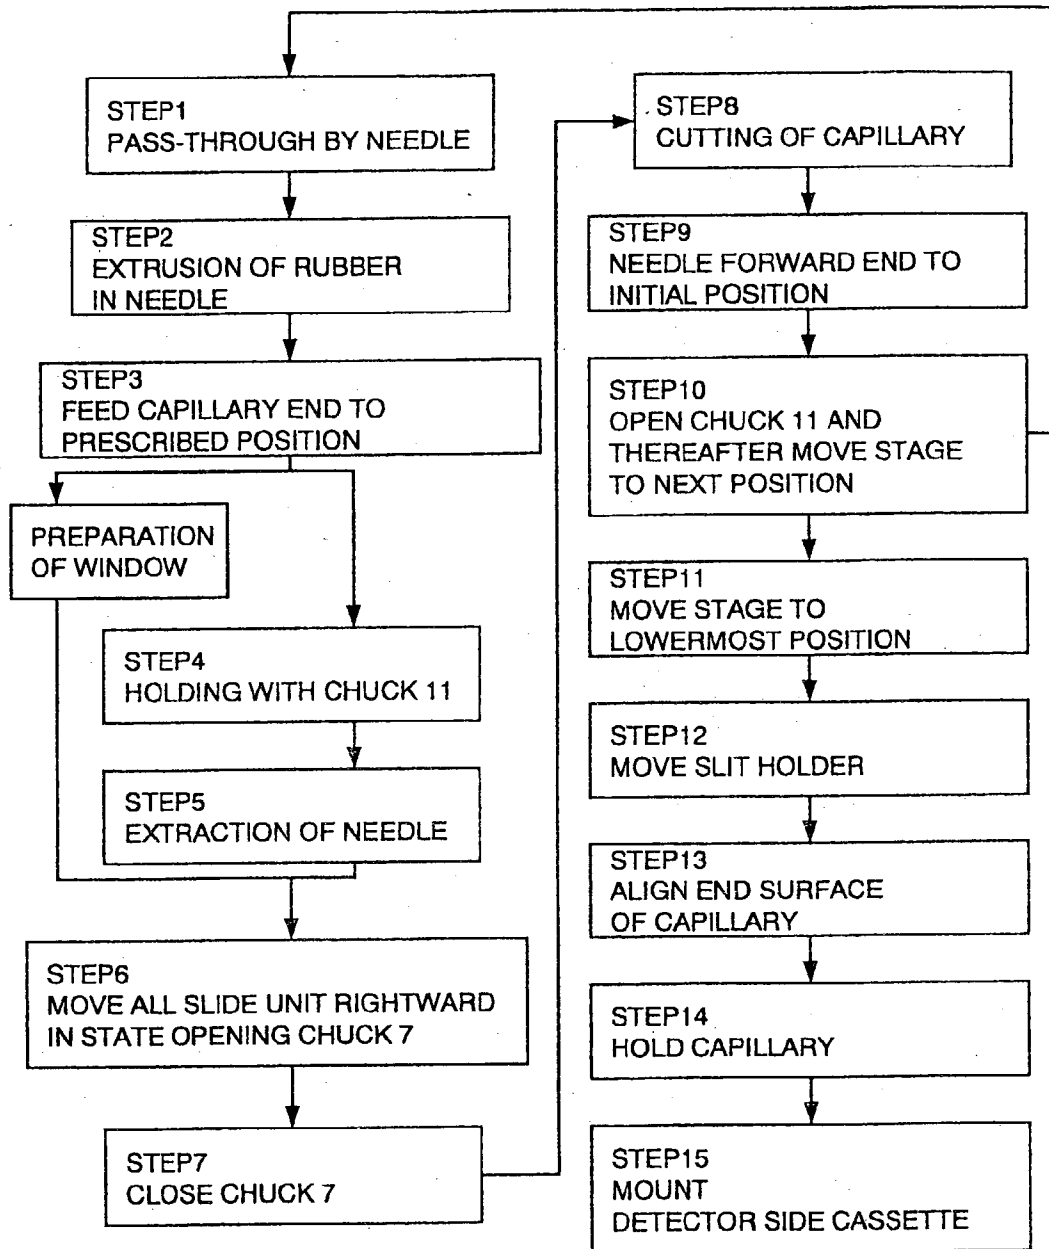 STEP1
PASS-THROUGH BY NEEDLE
STEP2
EXTRUSION OF RUBBER
IN NEEDLE
STEP3
FEED CAPILLARY END TO
PRESCRIBED POSITION
PREPARATION
OF WINDOW
STEP4
HOLDING WITH CHUCK 11
STEP5
EXTRACTION OF NEEDLE
STEP6
MOVE ALL SLIDE UNIT RIGHTWARD
IN STATE OPENING CHUCK 7
STEP7
CLOSE CHUCK 7
STEP8
CUTTING OF CAPILLARY
STEP9
NEEDLE FORWARD END TO
INITIAL POSITION
STEP10
OPEN CHUCK 11 AND
THEREAFTER MOVE STAGE
TO NEXT POSITION
STEP11
MOVE STAGE TO
LOWERMOST POSITION
STEP12
MOVE SLIT HOLDER
STEP13
ALIGN END SURFACE
OF CAPILLARY
STEP14
HOLD CAPILLARY
STEP15
MOUNT
DETECTOR SIDE CASSETTE